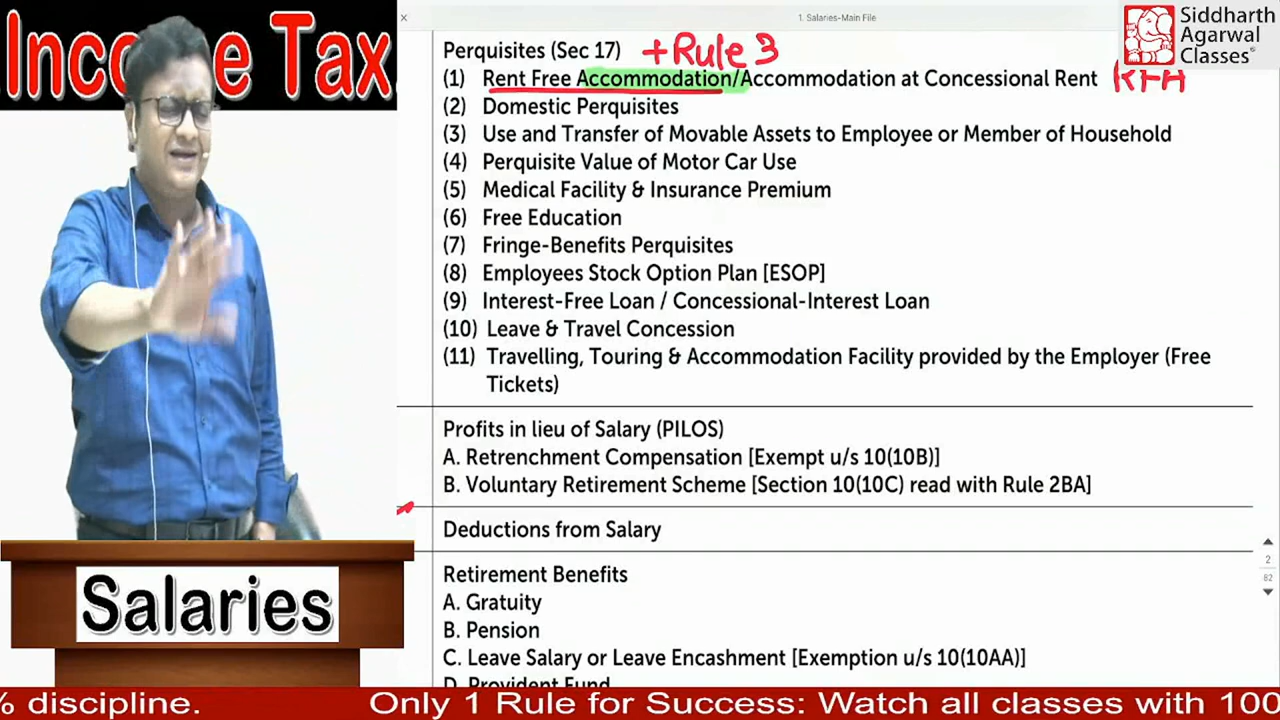 Income Tax
1. Salaries-Main File
Siddharth
Agarwal
Classes
Perquisites (Sec 17) + Rule 3
(1) Rent Free Accommodation/Accommodation at Concessional Rent RFA
(2) Domestic Perquisites
(3) Use and Transfer of Movable Assets to Employee or Member of Household
(4) Perquisite Value of Motor Car Use
(5) Medical Facility & Insurance Premium
(6) Free Education
(7) Fringe-Benefits Perquisites
(8) Employees Stock Option Plan [ESOP]
(9) Interest-Free Loan / Concessional-Interest Loan
(10) Leave & Travel Concession
(11) Travelling, Touring & Accommodation Facility provided by the Employer (Free
Tickets)
Profits in lieu of Salary (PILOS)
A. Retrenchment Compensation [Exempt u/s 10(10B)]
B. Voluntary Retirement Scheme [Section 10(10C) read with Rule 2BA]
Deductions from Salary
Retirement Benefits
A. Gratuity
B. Pension
C. Leave Salary or Leave Encashment [Exemption u/s 10(10AA)]
D. Provident Fund
2
82
Salaries
% discipline. Only 1 Rule for Success: Watch all classes with 100